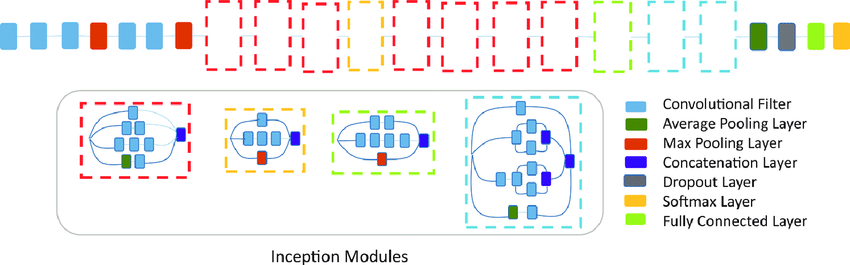 Convolutional Filter
Average Pooling Layer
Max Pooling Layer
Concatenation Layer
Dropout Layer
Softmax Layer
Fully Connected Layer
Inception Modules